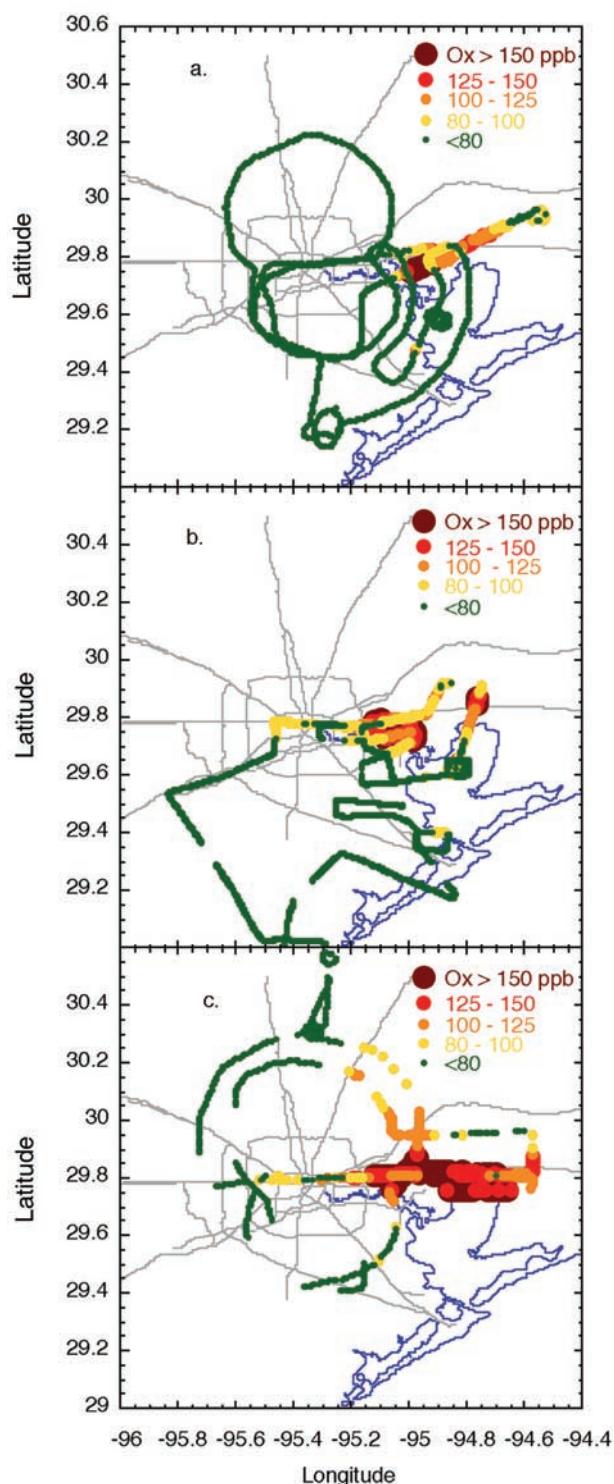 30.6
30.4
30.2
30
29.8
29.6
29.4
29.2
Latitude
a.
Ox > 150 ppb
125 - 150
100 - 125
80 - 100
<80
30.4
30.2
30
29.8
29.6
29.4
29.2
Latitude
b.
Ox > 150 ppb
125 - 150
100 - 125
80 - 100
<80
30.4
30.2
30
29.8
29.6
29.4
29.2
29
Latitude
c.
Ox > 150 ppb
125 - 150
100 - 125
80 - 100
<80
-96 -95.8 -95.6 -95.4 -95.2 -95 -94.8 -94.6 -94.4
Longitude